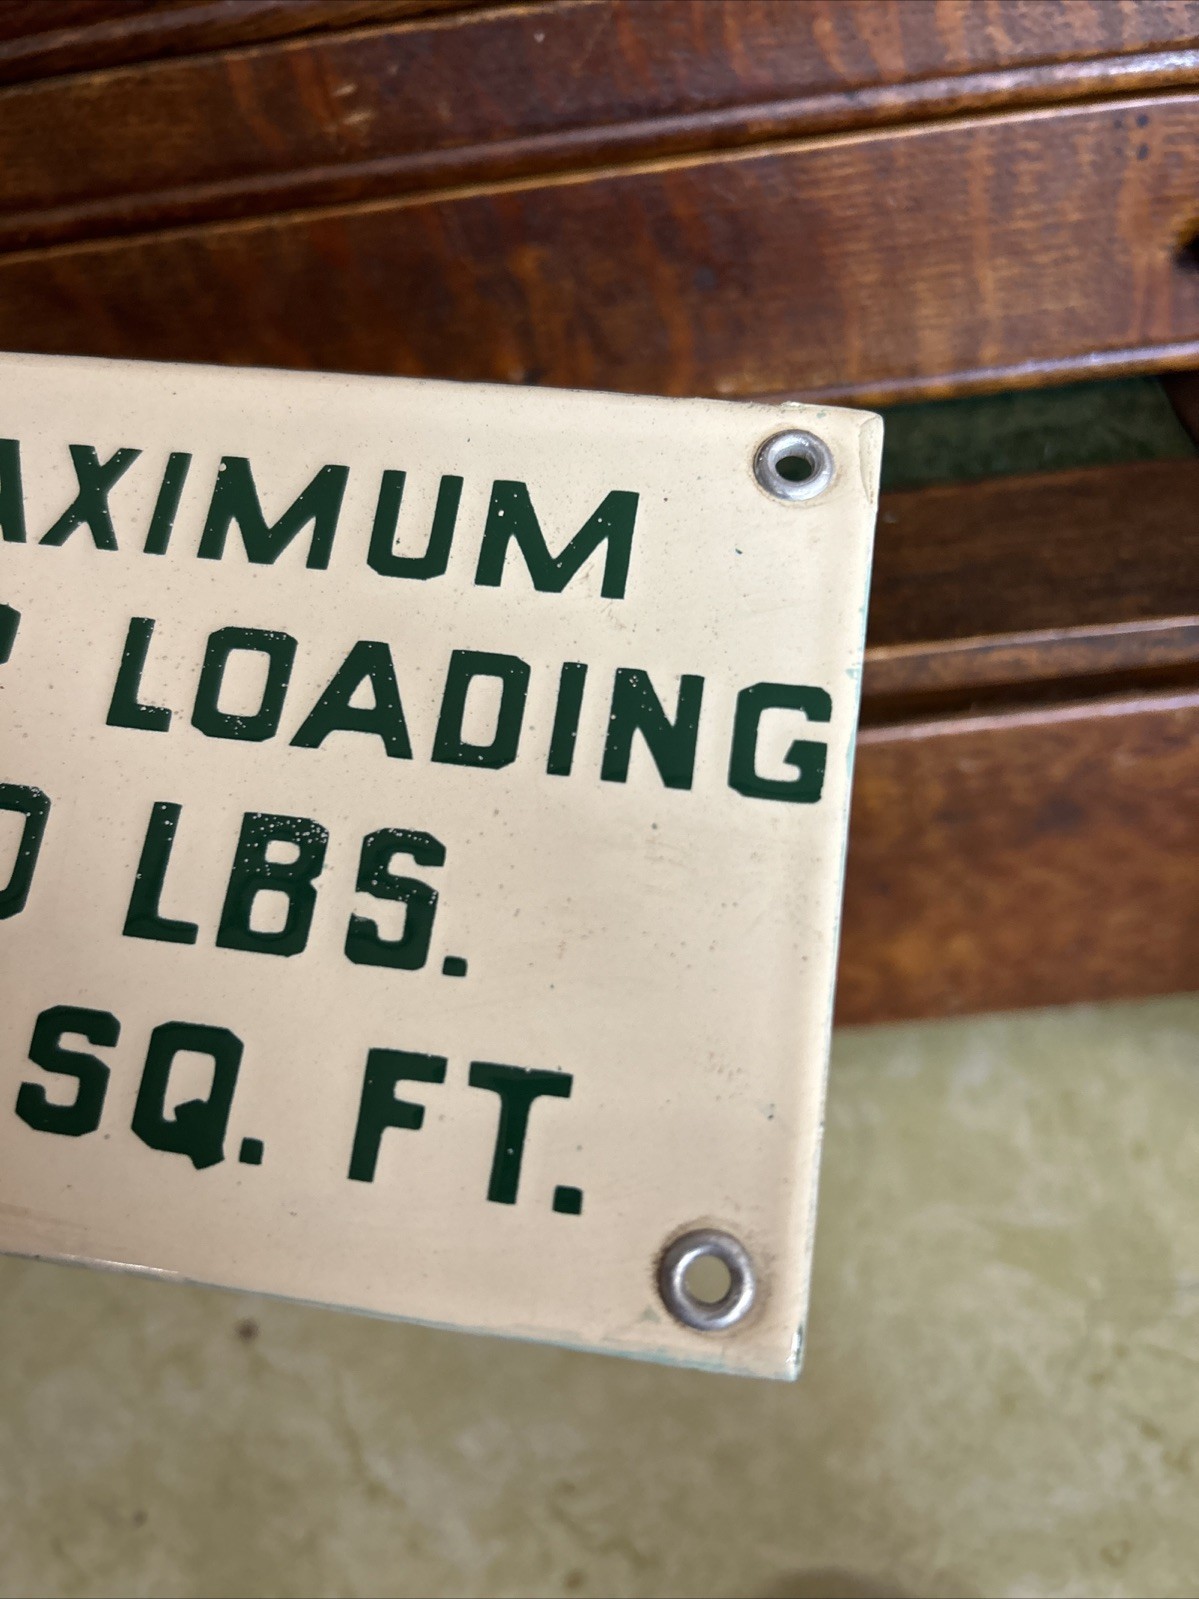 AXIMUM
LOADING
LBS.
SQ. FT.